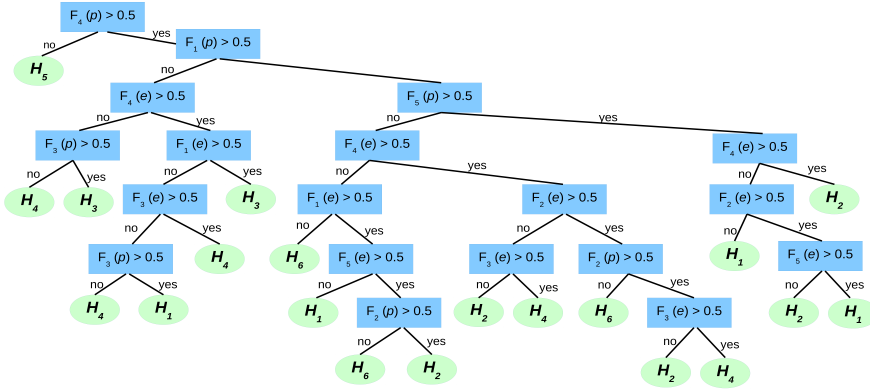 F4 (p) > 0.5
no
yes
H5
F1 (p) > 0.5
no
F4 (e) > 0.5
F5 (p) > 0.5
no
yes
no
yes
F3 (p) > 0.5
F1 (e) > 0.5
F4 (e) > 0.5
F4 (e) > 0.5
no
yes
no
yes
no
yes
no
yes
H4
H3
F3 (e) > 0.5
H3
F1 (e) > 0.5
F2 (e) > 0.5
F2 (e) > 0.5
H2
no
yes
no
yes
no
yes
no
yes
F3 (p) > 0.5
H4
H6
F5 (e) > 0.5
F3 (e) > 0.5
F2 (p) > 0.5
H1
F5 (e) > 0.5
no
yes
no
yes
no
yes
no
yes
no
yes
H4
H1
H1
F2 (p) > 0.5
H2
H4
H6
F3 (e) > 0.5
H2
H1
no
yes
no
yes
H6
H2
H2
H4